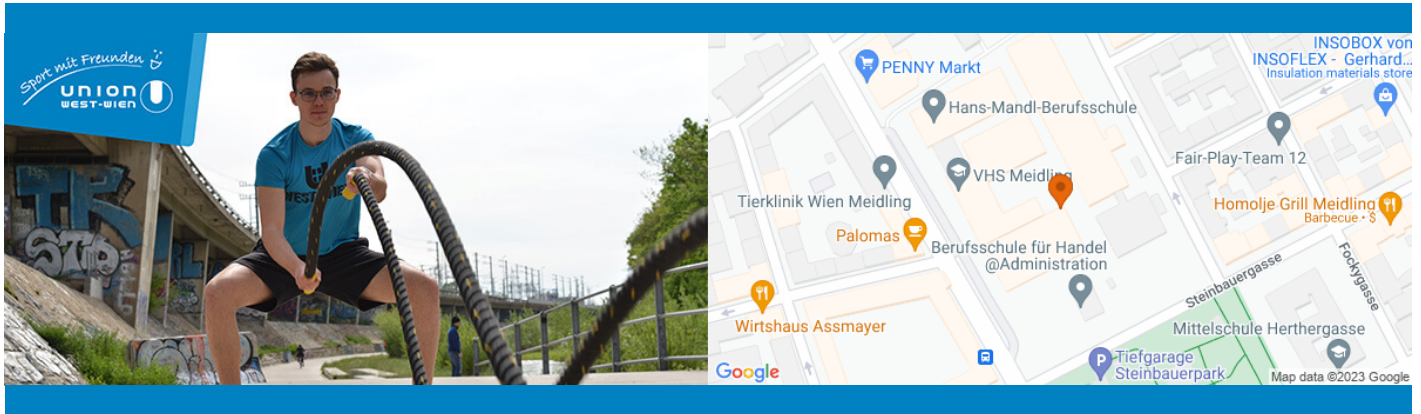 Sport mit Freunden
UNION
WEST-WIEN
WEST-W
PENNY Markt
Hans-Mandl-Berufsschule
INSOBOX von
INSOFLEX - Gerhard...
Insulation materials store
Fair-Play-Team 12
VHS Meidling
Tierklinik Wien Meidling
Homolje Grill Meidling
Barbecue • $
Palomas
Berufsschule für Handel
@Administration
Fockygasse
Steinbauergasse
Wirtshaus Assmayer
Mittelschule Herthergasse
P
Tiefgarage
Steinbauerpark
Google
Map data ©2023 Google